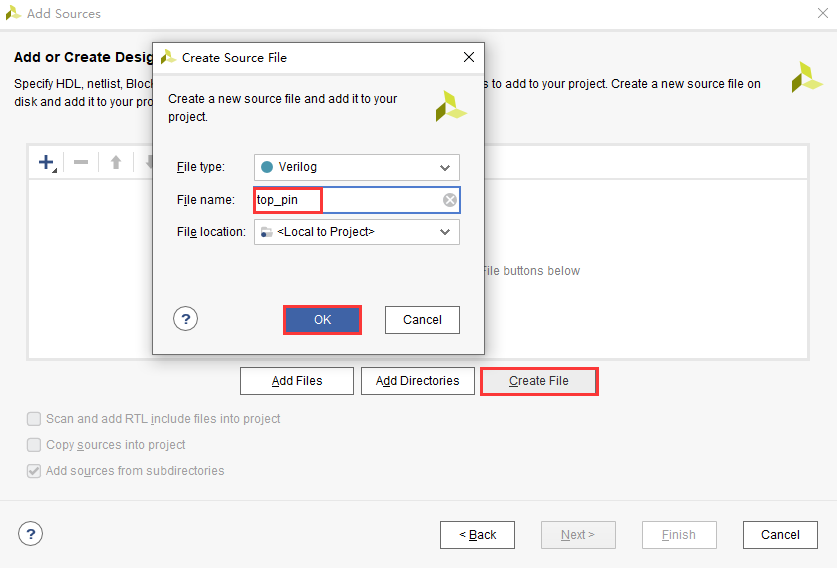 Add Sources
Add or Create Desig
Specify HDL, netlist, Block
s to add to your project. Create a new source file on
disk and add it to your pro
Create Source File
Create a new source file and add it to your
project.
File type:
Verilog
File name:
top_pin
File location:
<Local to Project>
?
OK
Cancel
File buttons below
Add Files
Add Directories
Create File
Scan and add RTL include files into project
Copy sources into project
Add sources from subdirectories
?
< Back
Next >
Finish
Cancel